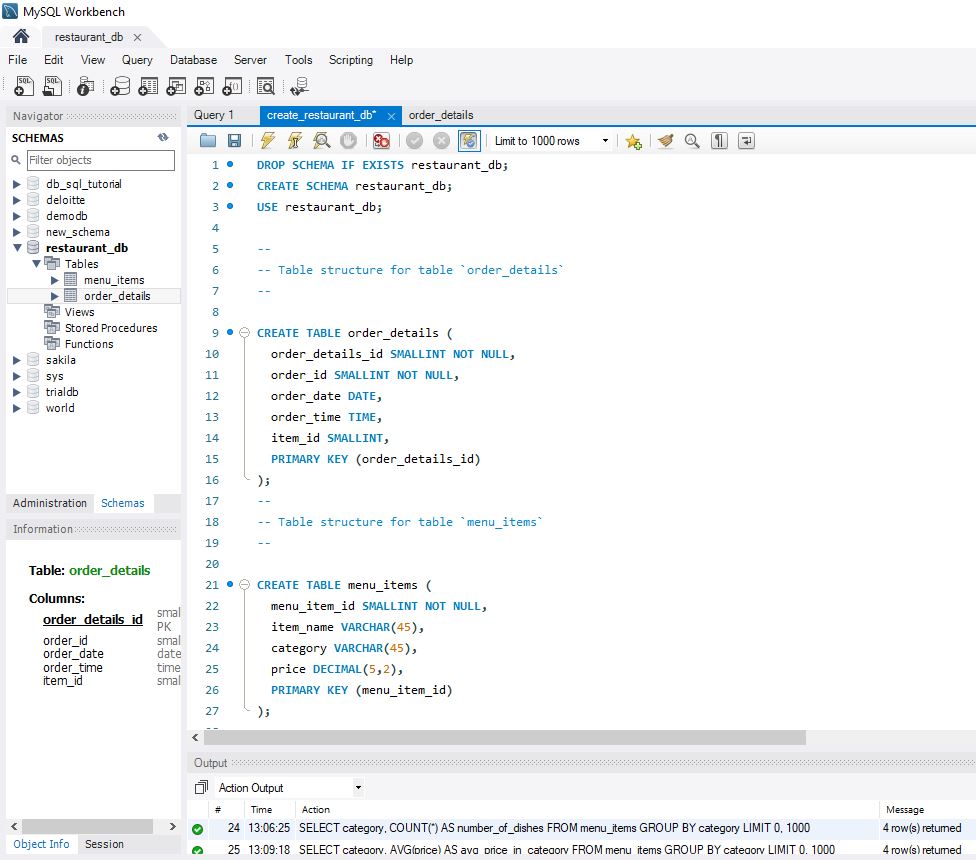 MySQL Workbench
restaurant_db
File Edit View Query Database Server Tools Scripting Help
Navigator
SCHEMAS
Filter objects
db_sql_tutorial
deloitte
demodb
new_schema
restaurant_db
Tables
menu_items
order_details
Views
Stored Procedures
Functions
sakila
sys
trialdb
world
Administration Schemas
Information
Table: order_details
Columns:
order_details_id smal
PK
order_id smal
order_date date
order_time time
item_id smal
Object Info Session
Query 1 create_restaurant_db* order_details
Limit to 1000 rows
1 DROP SCHEMA IF EXISTS restaurant_db;
2 CREATE SCHEMA restaurant_db;
3 USE restaurant_db;
4
5 --
6 -- Table structure for table `order_details`
7 --
8
9 CREATE TABLE order_details (
10 order_details_id SMALLINT NOT NULL,
11 order_id SMALLINT NOT NULL,
12 order_date DATE,
13 order_time TIME,
14 item_id SMALLINT,
15 PRIMARY KEY (order_details_id)
16 );
17 --
18 -- Table structure for table `menu_items`
19 --
20
21 CREATE TABLE menu_items (
22 menu_item_id SMALLINT NOT NULL,
23 item_name VARCHAR(45),
24 category VARCHAR(45),
25 price DECIMAL(5,2),
26 PRIMARY KEY (menu_item_id)
27 );
Output
Action Output
# Time Action Message
24 13:06:25 SELECT category, COUNT(*) AS number_of_dishes FROM menu_items GROUP BY category LIMIT 0, 1000 4 row(s) returned
25 13:09:18 SELECT category, AVG(price) AS avg_price_in_category FROM menu_items GROUP BY category LIMIT 0, 1000 4 row(s) returned